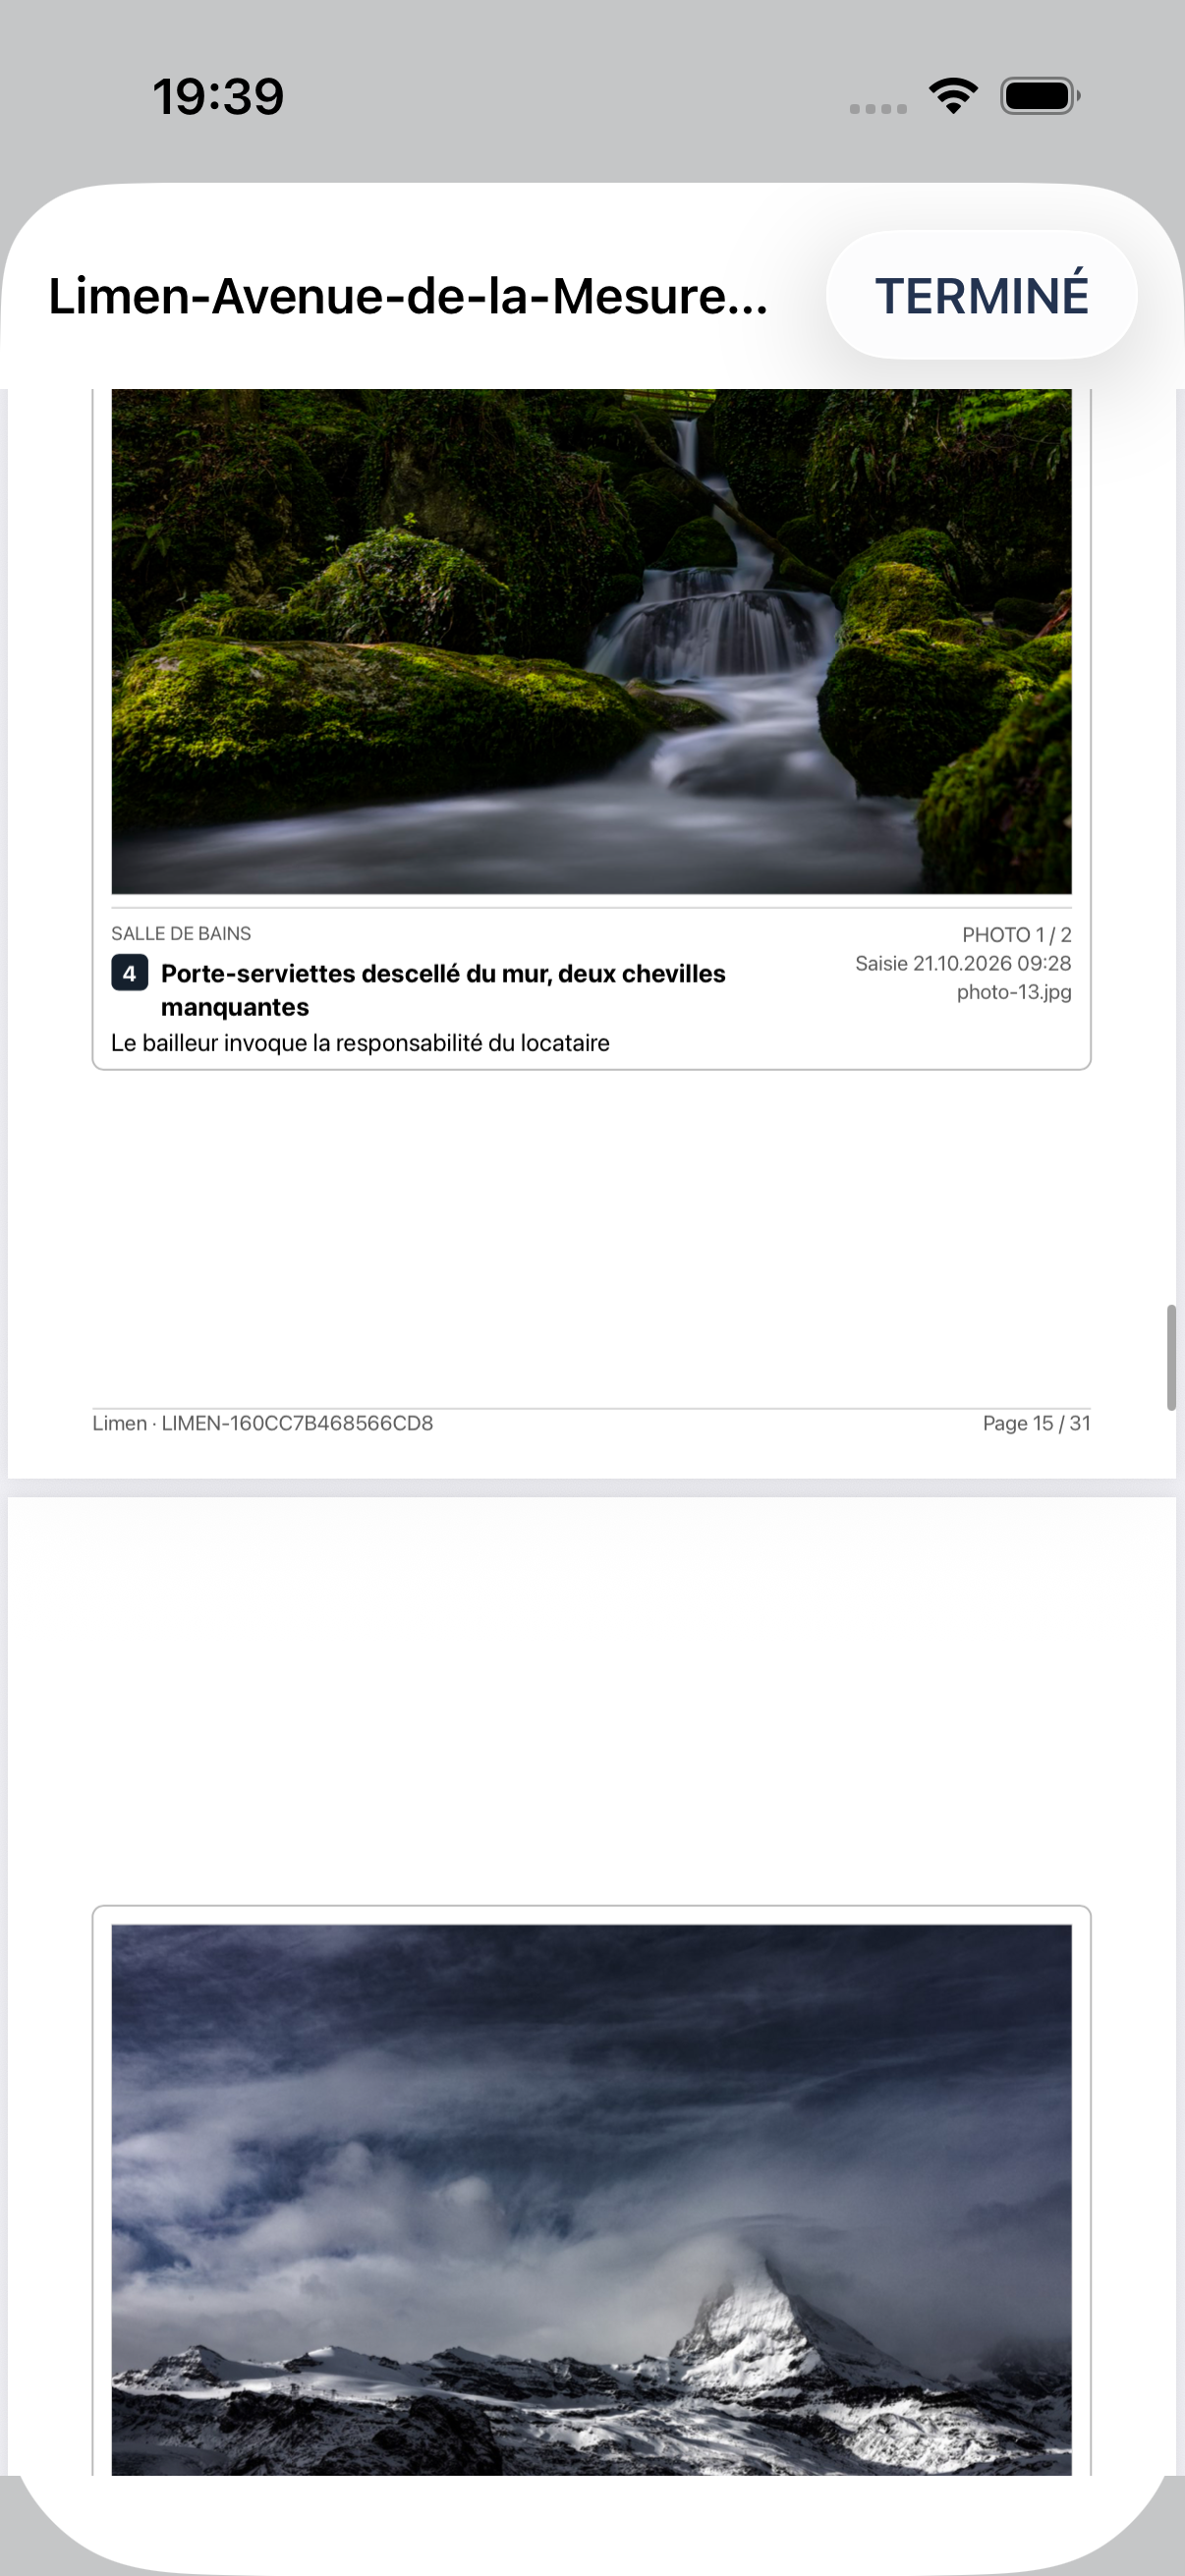 19:39
Limen-Avenue-de-la-Mesure...
TERMINÉ
SALLE DE BAINS
PHOTO 1 / 2
4 Porte-serviettes descellé du mur, deux chevilles
manquantes
Saisie 21.10.2026 09:28
photo-13.jpg
Le bailleur invoque la responsabilité du locataire
Limen · LIMEN-160CC7B468566CD8
Page 15 / 31